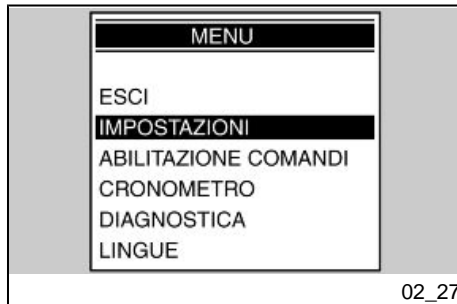 MENU
ESCI
IMPOSTAZIONI
ABILITAZIONE COMANDI
CRONOMETRO
DIAGNOSTICA
LINGUE
02_27